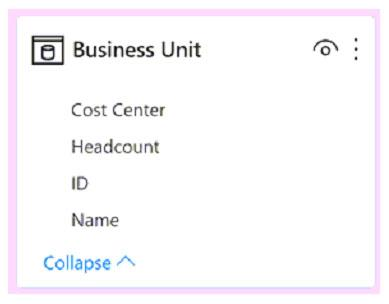 Business Unit
Cost Center
Headcount
ID
Name
Collapse